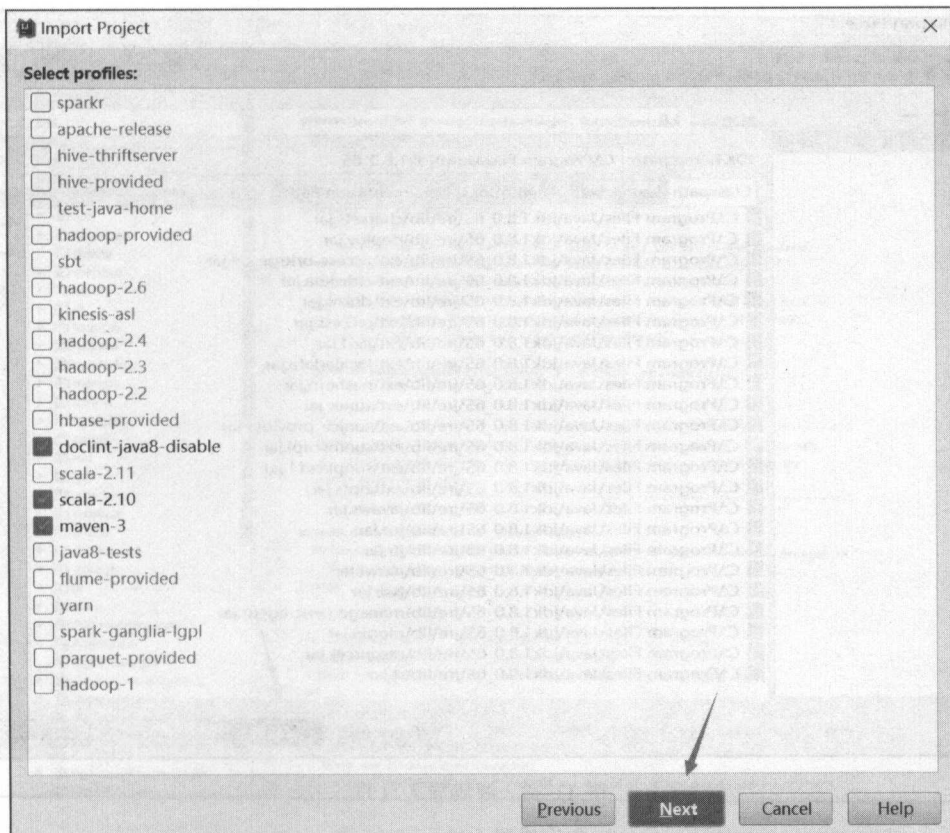 Import Project
Select profiles:
sparkr
apache-release
hive-thriftserver
hive-provided
test-java-home
hadoop-provided
sbt
hadoop-2.6
kinesis-asl
hadoop-2.4
hadoop-2.3
hadoop-2.2
hbase-provided
doclint-java8-disable
scala-2.11
scala-2.10
maven-3
java8-tests
flume-provided
yarn
spark-ganglia-lgpl
parquet-provided
hadoop-1
Previous Next Cancel Help